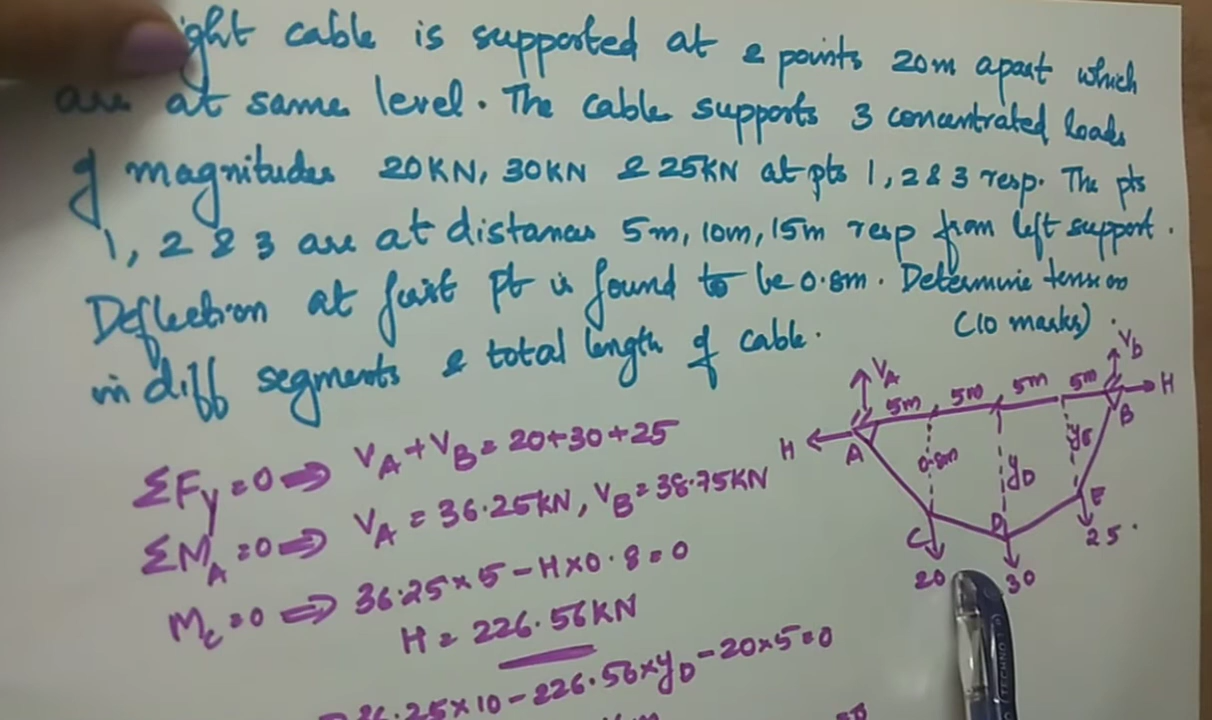 ght cable is supported at 2 points 20m apart which
are at same level. The cable supports 3 concentrated loads
of magnitudes 20KN, 30KN & 25KN at pts 1, 2 & 3 resp. The pts
1, 2 & 3 are at distances 5m, 10m, 15m resp from left support.
Deflection at first pt is found to be 0.8m. Determine tension
in diff segments & total length of cable. (10 marks).
ΣFy = 0 ⇒ VA + VB = 20+30+25
ΣMA = 0 ⇒ VA = 36.25KN, VB = 38.75KN
Mc = 0 ⇒ 36.25×5 - H×0.8 = 0
H = 226.56KN
36.25×10 - 226.56×yD - 20×5 = 0
VA
Vb
5m 5m 5m 5m
H
H
A
B
0.8m
yD
yE
C
D
E
20
30
25
TECHNO T